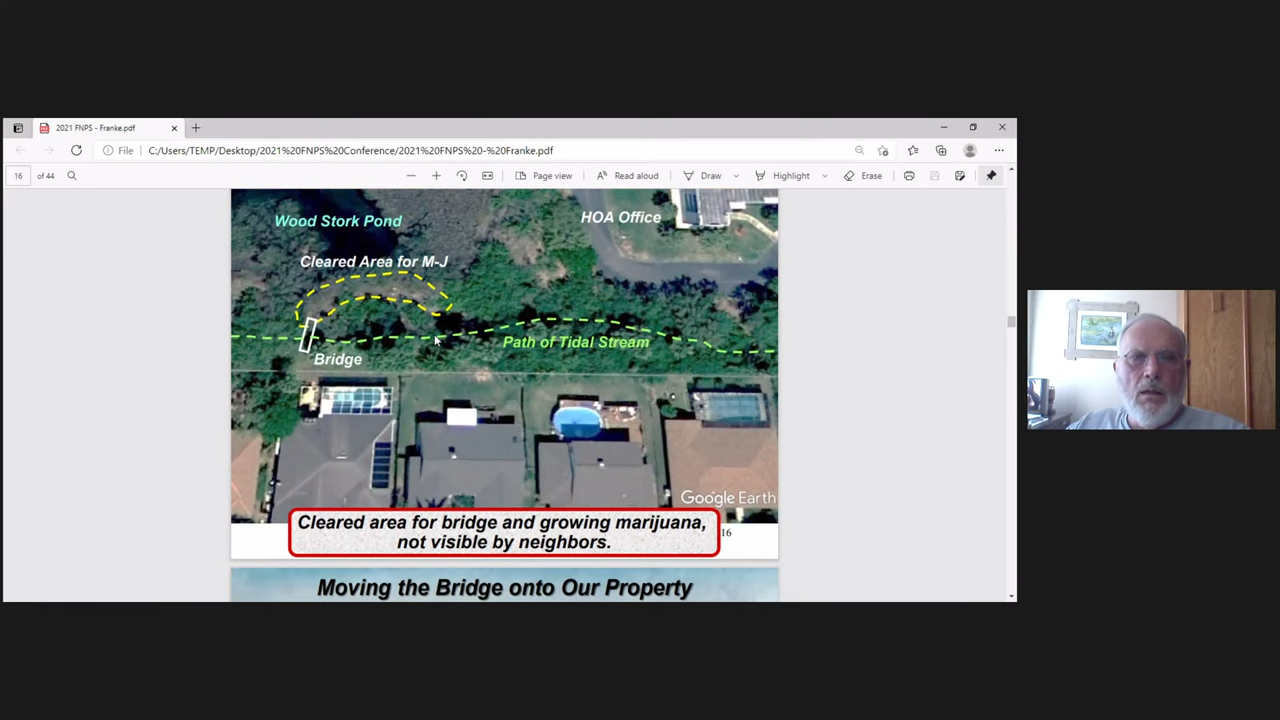 2021 FNPS - Franke.pdf
File C:/Users/TEMP/Desktop/2021%20FNPS%20Conference/2021%20FNPS%20-%20Franke.pdf
16 of 44 Page view Read aloud Draw Highlight Erase
Wood Stork Pond
HOA Office
Cleared Area for M-J
Path of Tidal Stream
Bridge
Google Earth
Cleared area for bridge and growing marijuana,
not visible by neighbors.
16
Moving the Bridge onto Our Property